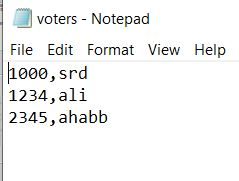 voters - Notepad
File Edit Format View Help
1000,srd
1234,ali
2345,ahabb